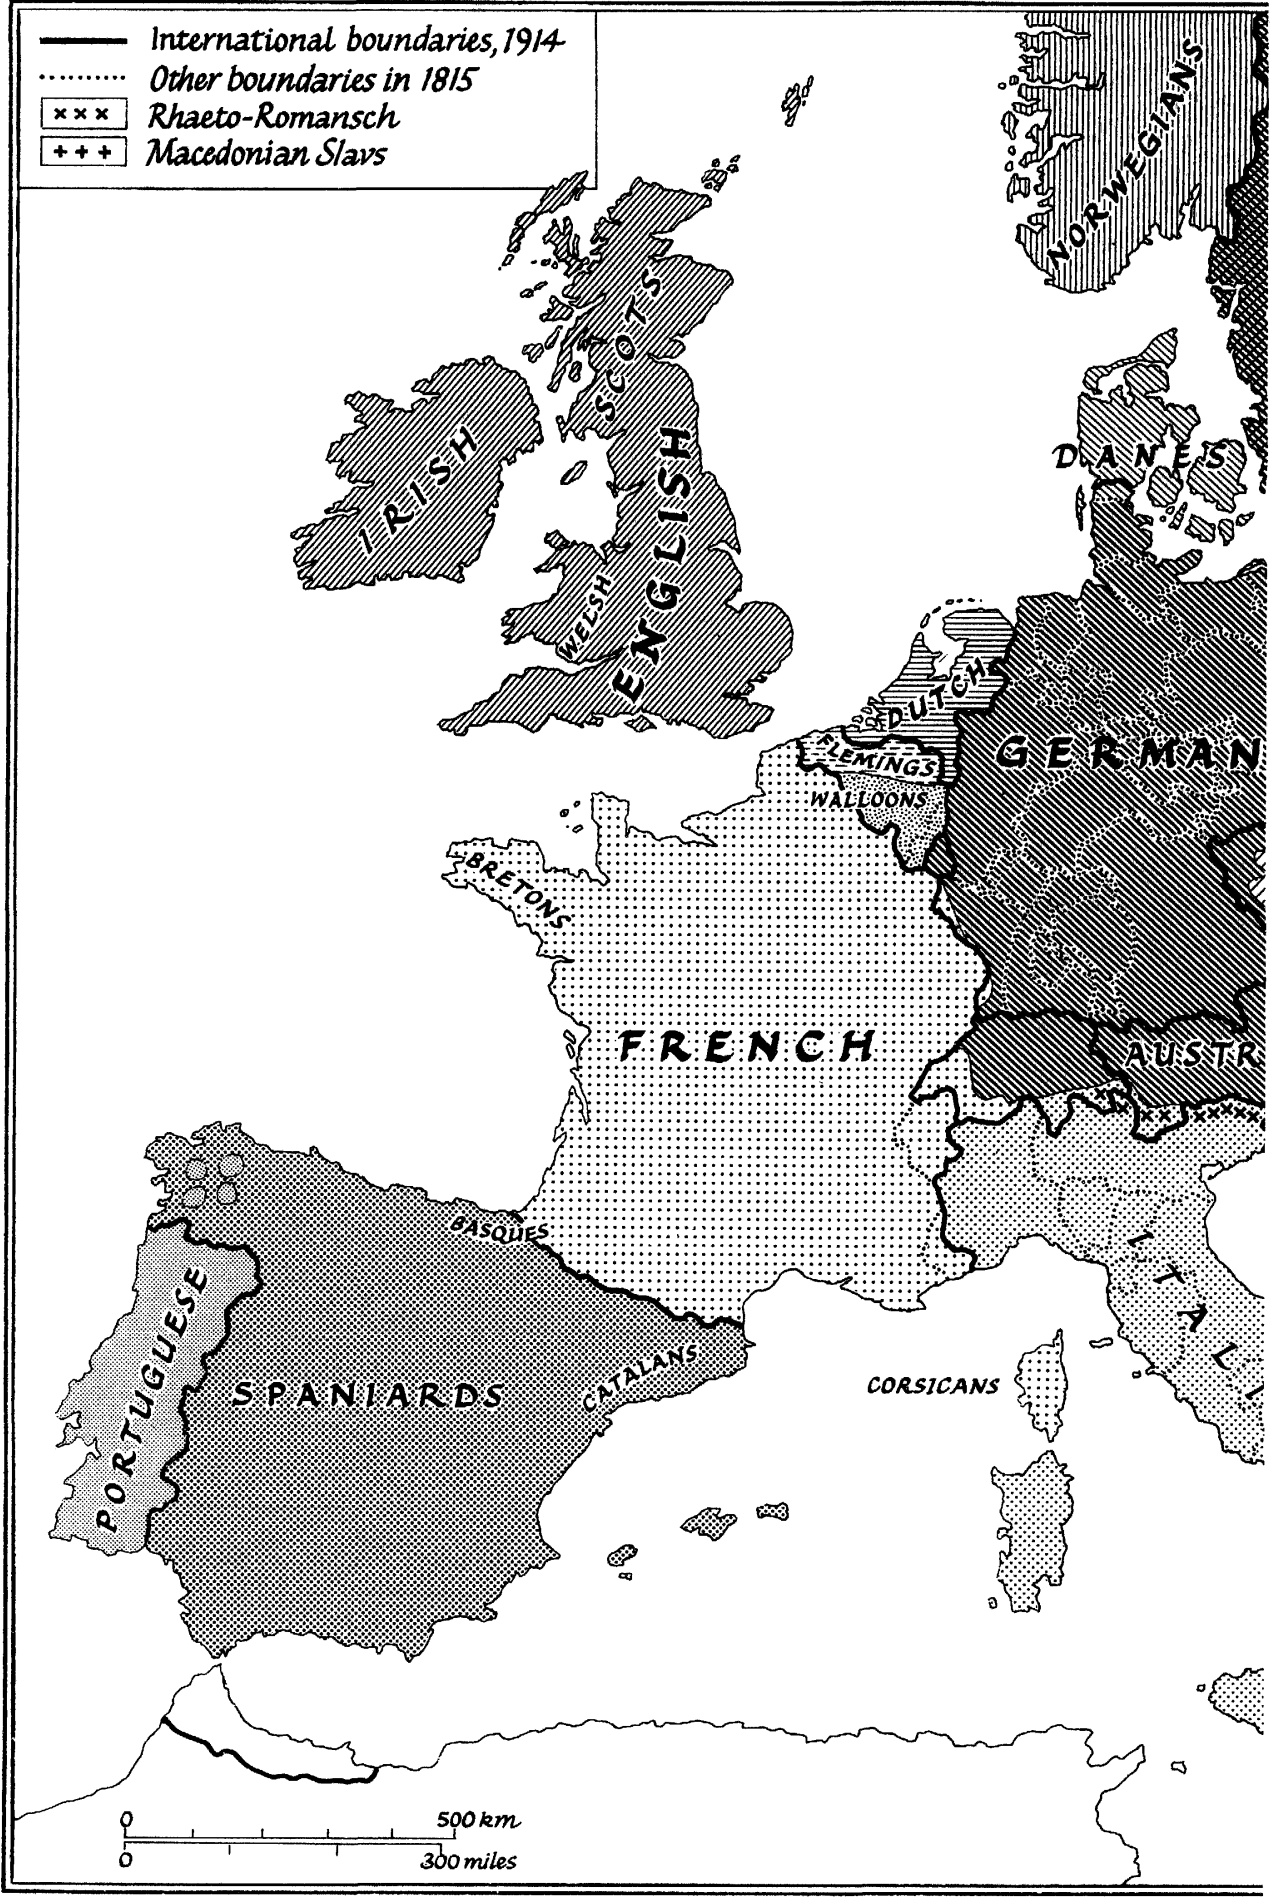 International boundaries, 1914
Other boundaries in 1815
x x x Rhaeto-Romansch
+ + + Macedonian Slavs
NORWEGIANS
SCOTS
IRISH
ENGLISH
WELSH
DANES
DUTCH
GERMAN
FLEMINGS
WALLOONS
BRETONS
FRENCH
AUSTR
BASQUES
PORTUGUESE
SPANIARDS
CATALANS
CORSICANS
ITALI
0 500 km
0 300 miles